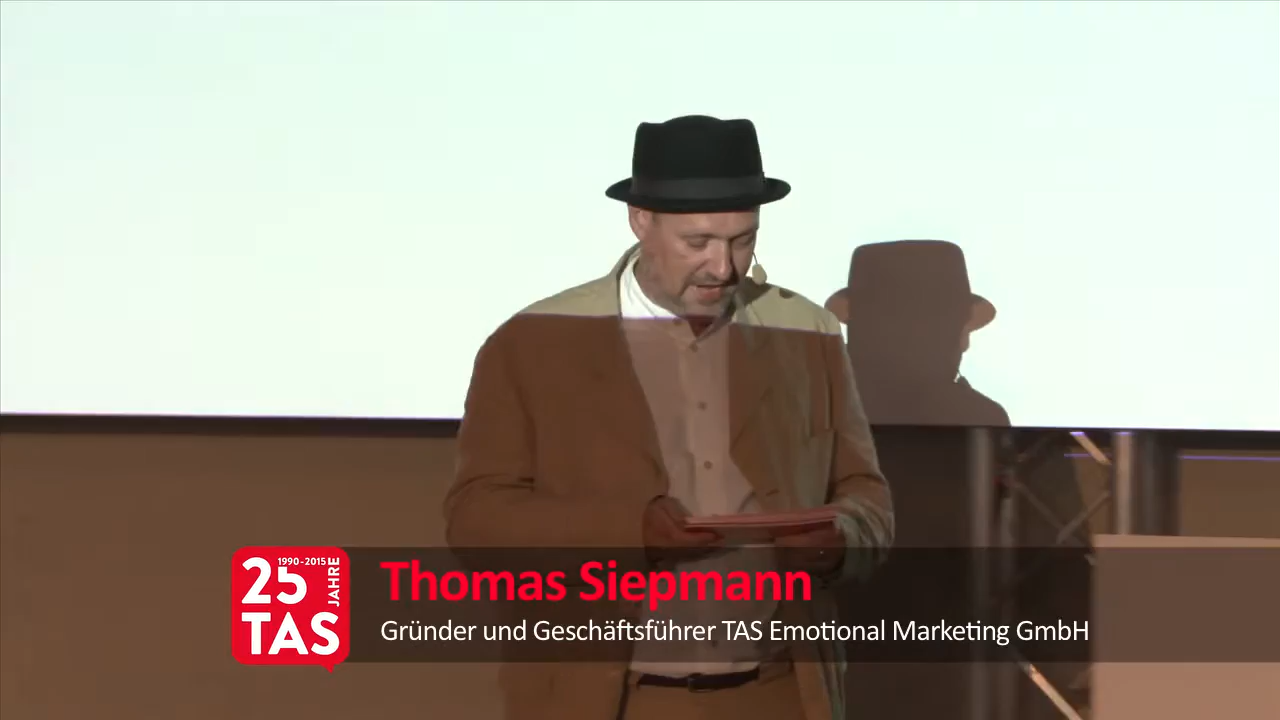 1990-2015
25
JAHRE
TAS
Thomas Siepmann
Gründer und Geschäftsführer TAS Emotional Marketing GmbH